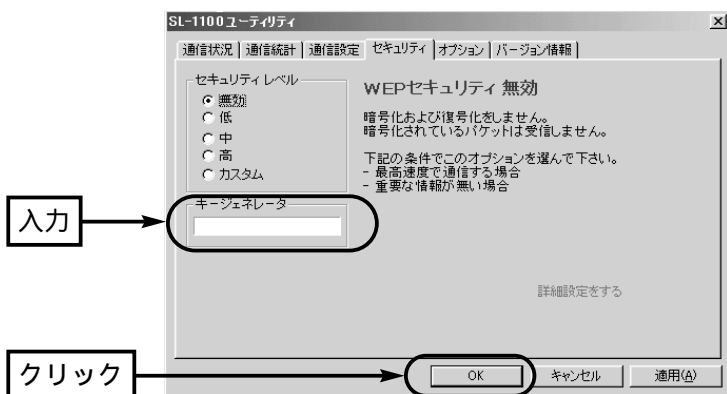 SL-1100 ユーティリティ
通信状況 通信統計 通信設定 セキュリティ オプション バージョン情報
セキュリティ レベル
無効
低
中
高
カスタム
WEPセキュリティ 無効
暗号化および復号化をしません。
暗号化されているパケットは受信しません。
下記の条件でこのオプションを選んで下さい。
- 最高速度で通信する場合
- 重要な情報が無い場合
入力
キージェネレータ
詳細設定をする
クリック
OK キャンセル 適用(A)